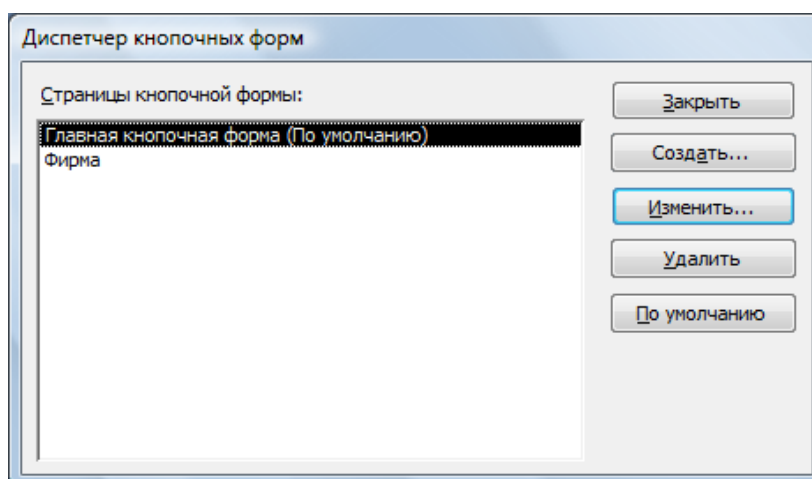 Диспетчер кнопочных форм
Страницы кнопочной формы:
Главная кнопочная форма (По умолчанию)
Фирма
Закрыть
Создать...
Изменить...
Удалить
По умолчанию